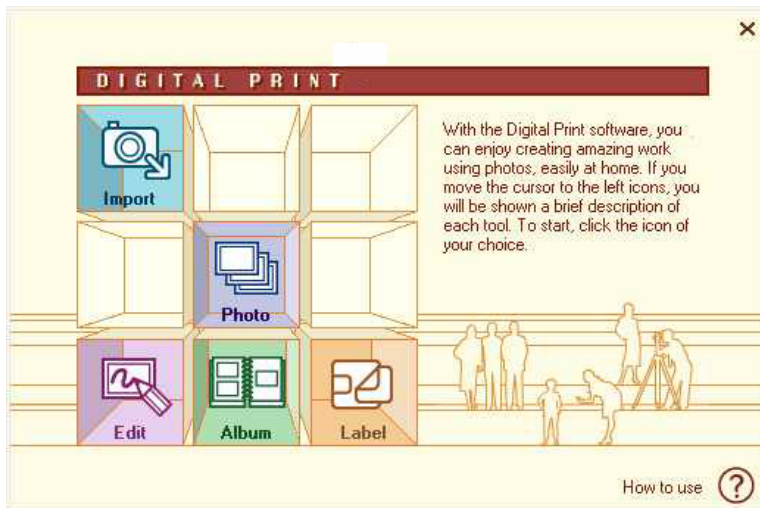 DIGITAL PRINT
With the Digital Print software, you
can enjoy creating amazing work
using photos, easily at home. If you
move the cursor to the left icons, you
will be shown a brief description of
each tool. To start, click the icon of
your choice.
Import
Photo
Edit
Album
Label
How to use ?